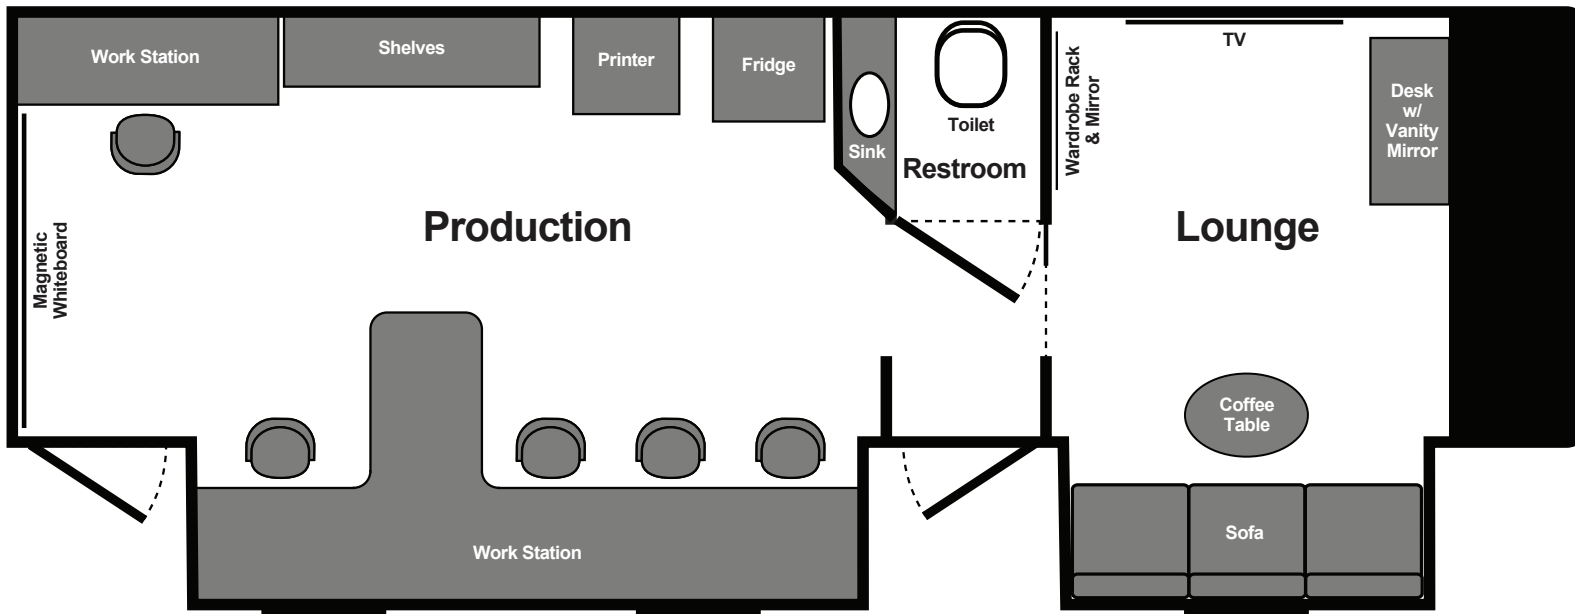 Work Station
Shelves
Printer
Fridge
Sink
Toilet
Restroom
Wardrobe Rack
& Mirror
TV
Desk
w/
Vanity
Mirror
Magnetic
Whiteboard
Production
Lounge
Coffee
Table
Work Station
Sofa